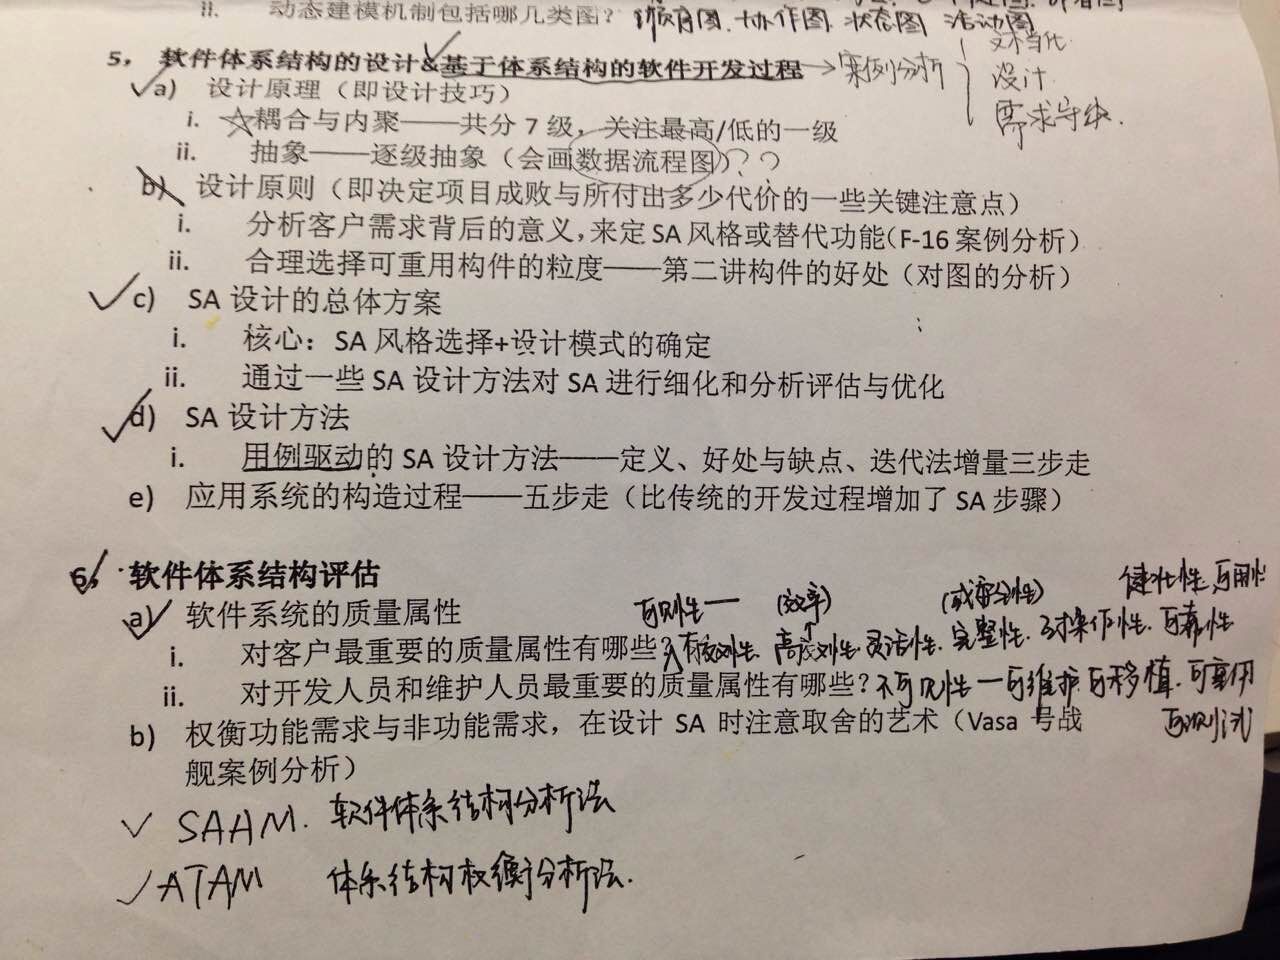 ii. 动态建模机制包括哪几类图？ 顺序图. 协作图. 状态图 活动图
5，软件体系结构的设计&基于体系结构的软件开发过程 → 案例分析
文档化
设计
需求
a) 设计原理（即设计技巧）
i. ☆耦合与内聚——共分 7 级，关注最高/低的一级
ii. 抽象——逐级抽象（会画数据流程图）？？
b) 设计原则（即决定项目成败与所付出多少代价的一些关键注意点）
i. 分析客户需求背后的意义，来定 SA 风格或替代功能（F-16 案例分析）
ii. 合理选择可重用构件的粒度——第二讲构件的好处（对图的分析）
c) SA 设计的总体方案
i. 核心：SA 风格选择+设计模式的确定
ii. 通过一些 SA 设计方法对 SA 进行细化和分析评估与优化
d) SA 设计方法
i. 用例驱动的 SA 设计方法——定义、好处与缺点、迭代法增量三步走
e) 应用系统的构造过程——五步走（比传统的开发过程增加了 SA 步骤）
6，软件体系结构评估
健壮性. 可用性
a) 软件系统的质量属性 可见性— (效率) (或安全性)
i. 对客户最重要的质量属性有哪些？有效性. 高效性. 灵活性. 完整性. 互操作性. 可靠性
ii. 对开发人员和维护人员最重要的质量属性有哪些？不可见性—可维护 可移植. 可重用
可测试
b) 权衡功能需求与非功能需求，在设计 SA 时注意取舍的艺术（Vasa 号战
舰案例分析）
✓ SAAM. 软件体系结构分析法
✓ ATAM 体系结构权衡分析法.